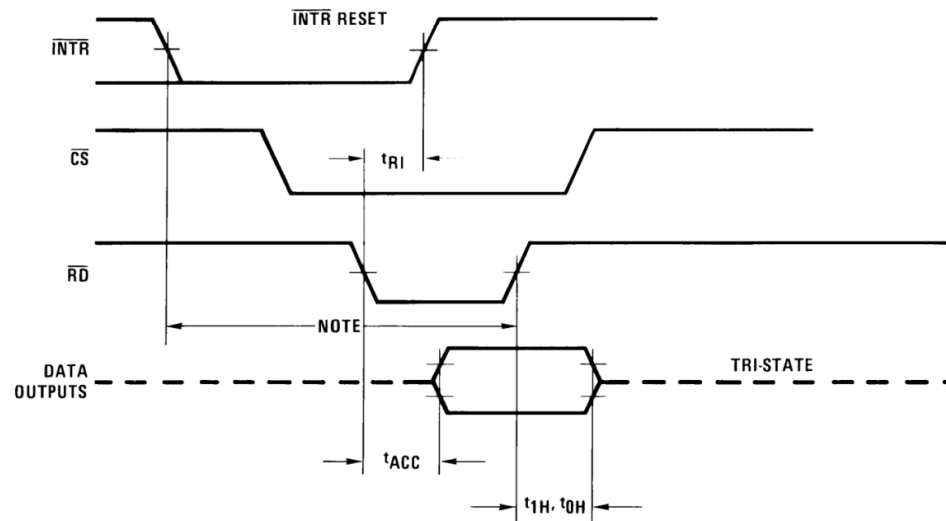 INTR RESET
INTR
CS
tRI
RD
NOTE
DATA
OUTPUTS
TRI-STATE
tACC
t1H, t0H